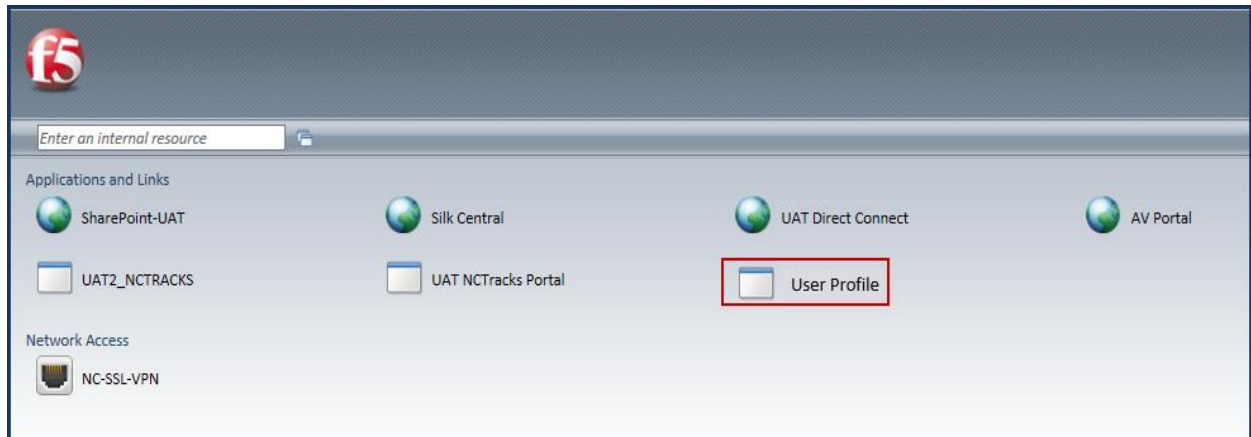 f5
Enter an internal resource
Applications and Links
SharePoint-UAT Silk Central UAT Direct Connect AV Portal
UAT2_NCTRACKS UAT NCTracks Portal User Profile
Network Access
NC-SSL-VPN